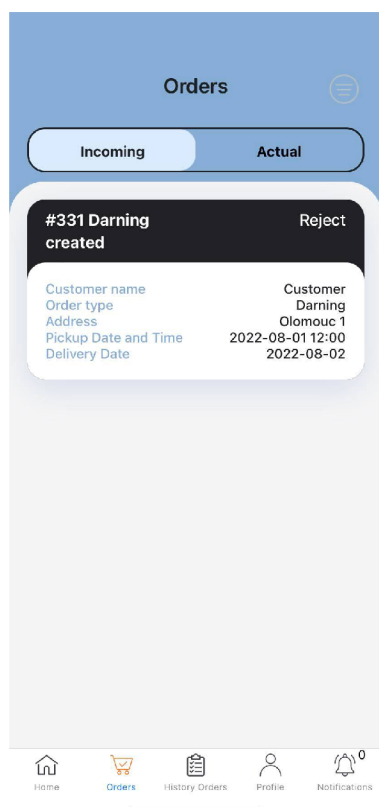 Orders
Incoming Actual
#331 Darning Reject
created
Customer name Customer
Order type Darning
Address Olomouc 1
Pickup Date and Time 2022-08-01 12:00
Delivery Date 2022-08-02
0
Home Orders History Orders Profile Notifications